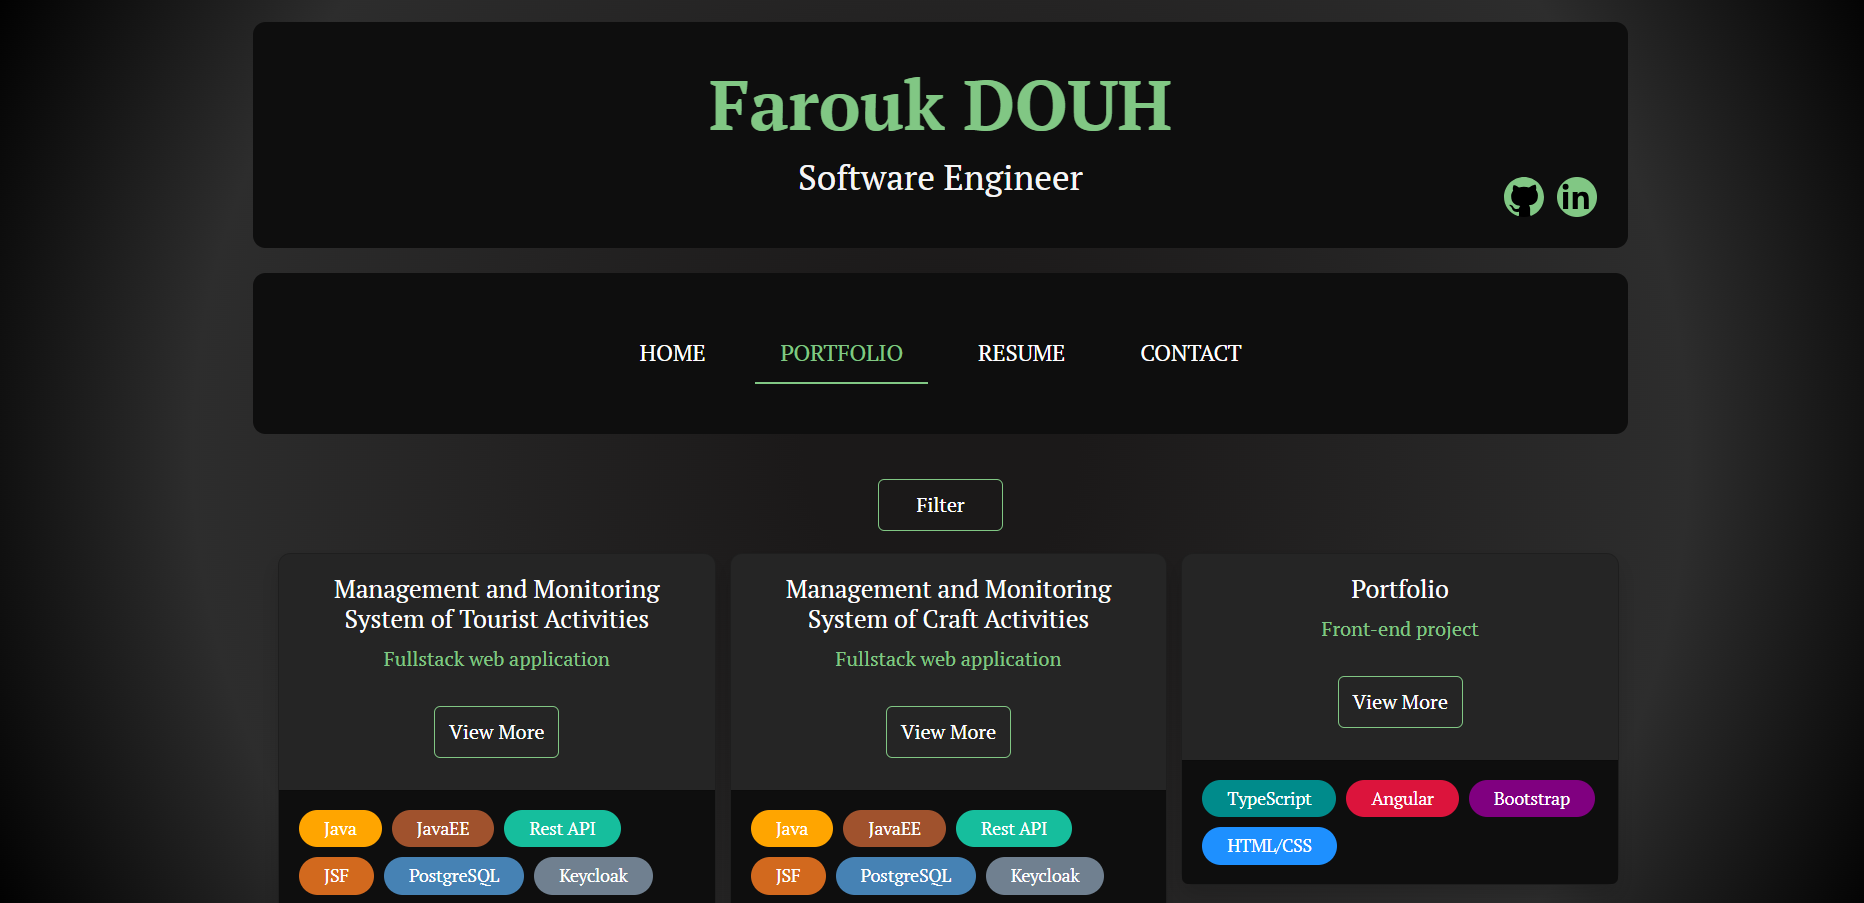 Farouk DOUH
Software Engineer
in
HOME PORTFOLIO RESUME CONTACT
Filter
Management and Monitoring
System of Tourist Activities
Fullstack web application
View More
Java JavaEE Rest API
JSF PostgreSQL Keycloak
Management and Monitoring
System of Craft Activities
Fullstack web application
View More
Java JavaEE Rest API
JSF PostgreSQL Keycloak
Portfolio
Front-end project
View More
TypeScript Angular Bootstrap
HTML/CSS